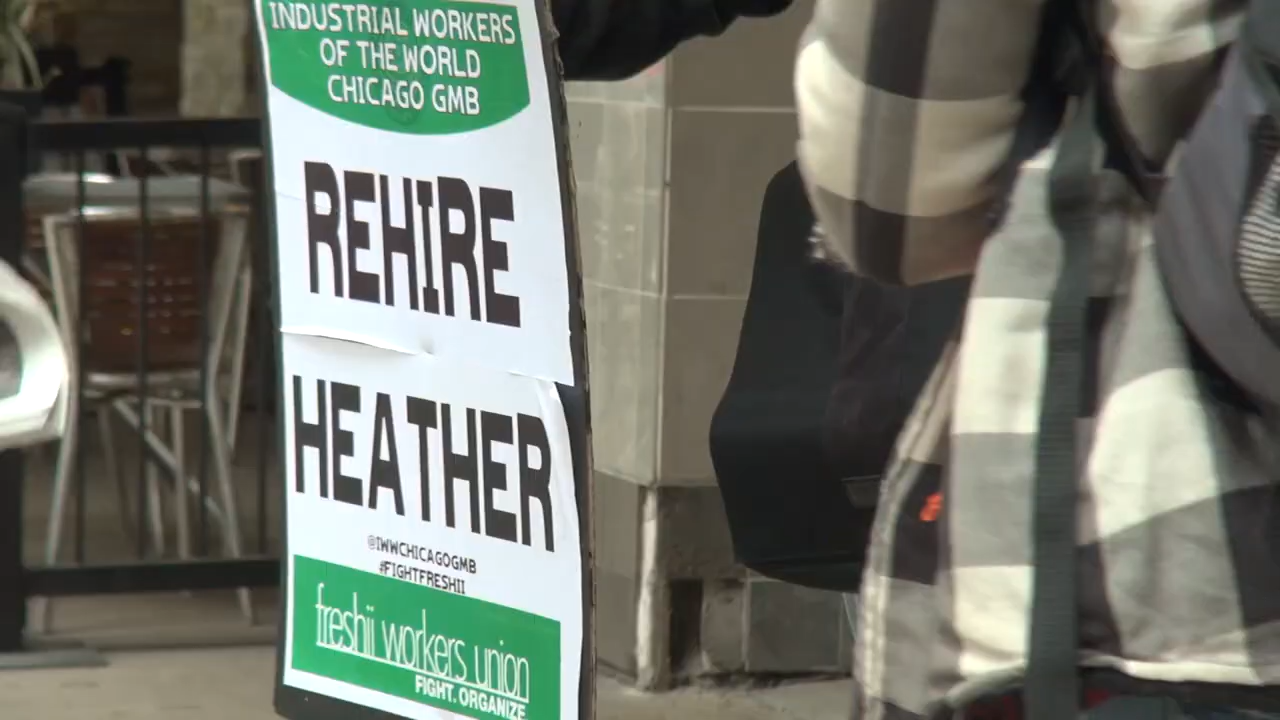 INDUSTRIAL WORKERS
OF THE WORLD
CHICAGO GMB
REHIRE
HEATHER
@IWWCHICAGOGMB
#FIGHTFRESHII
freshii workers union
FIGHT. ORGANIZE